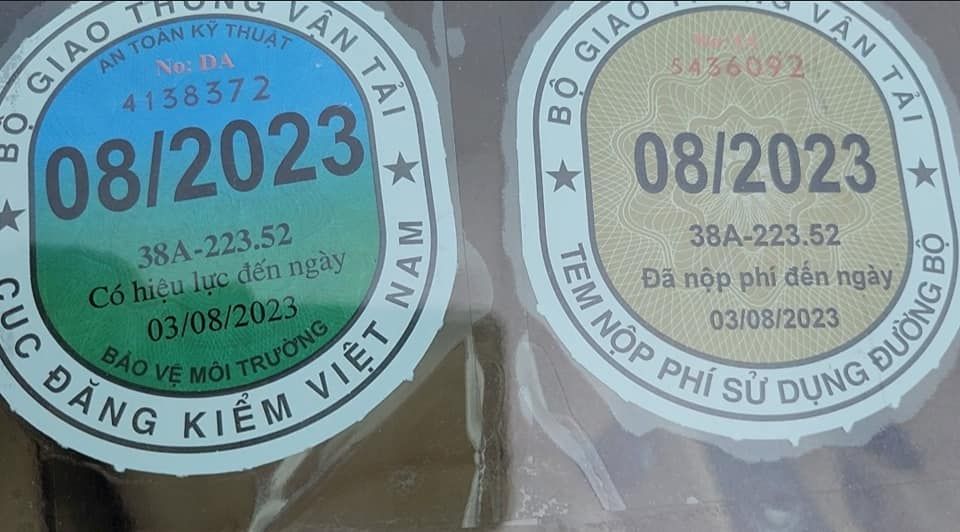 BỘ GIAO THÔNG VẬN TẢI
AN TOÀN KỸ THUẬT
No: DA
4138372
08/2023
38A-223.52
Có hiệu lực đến ngày
03/08/2023
BẢO VỆ MÔI TRƯỜNG
CỤC ĐĂNG KIỂM VIỆT NAM
BỘ GIAO THÔNG VẬN TẢI
5436092
08/2023
38A-223.52
Đã nộp phí đến ngày
03/08/2023
TEM NỘP PHÍ SỬ DỤNG ĐƯỜNG BỘ